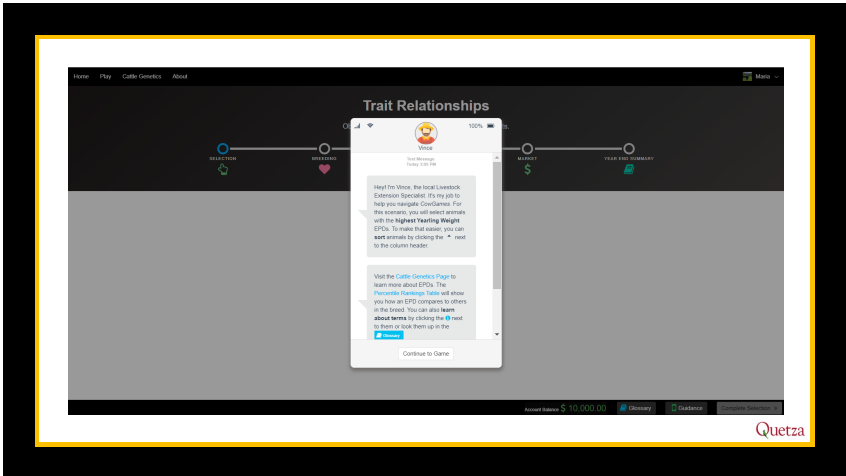 Home Play Cattle Genetics About Maria
Trait Relationships
SELECTION BREEDING MARKET YEAR END SUMMARY
100%
Vince
Text Message
Today 5:05 PM
Hey! I'm Vince, the local Livestock
Extension Specialist. It's my job to
help you navigate CowGames. For
this scenario, you will select animals
with the highest Yearling Weight
EPDs. To make that easier, you can
sort animals by clicking the next
to the column header.
Visit the Cattle Genetics Page to
learn more about EPDs. The
Percentile Rankings Table will show
you how an EPD compares to others
in the breed. You can also learn
about terms by clicking the next
to them or look them up in the
Glossary
Continue to Game
Account Balance $ 10,000.00 Glossary Guidance Complete Selection
Quetza